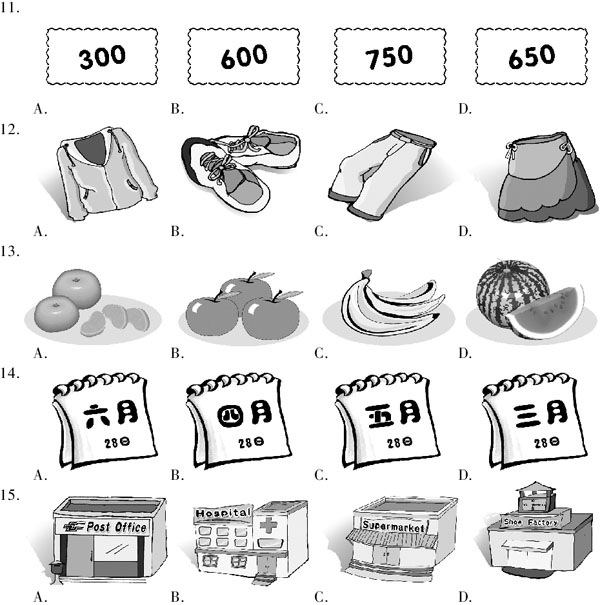 11.
300 600 750 650
A. B. C. D.
12.
A. B. C. D.
13.
A. B. C. D.
14.
六月 四月 五月 三月
28日 28日 28日 28日
A. B. C. D.
15.
Post Office Hospital Supermarket Shoe Factory
A. B. C. D.